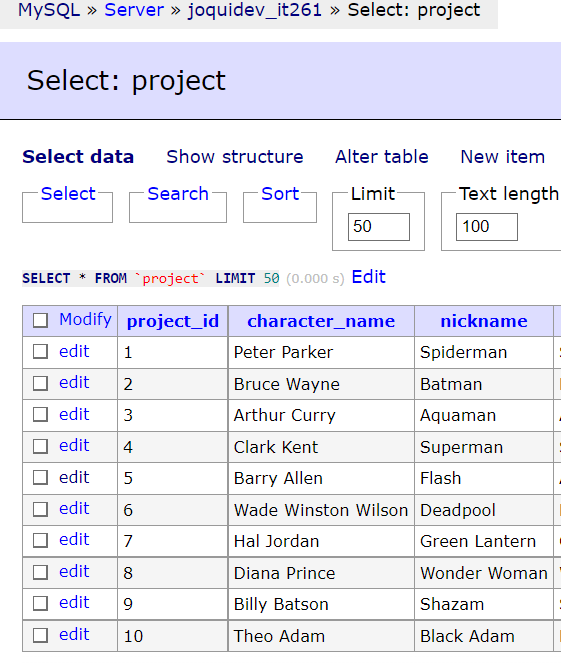 MySQL » Server » joquidev_it261 » Select: project
Select: project
Select data Show structure Alter table New item
Select Search Sort Limit Text length
50 100
SELECT * FROM `project` LIMIT 50 (0.000 s) Edit
Modify project_id character_name nickname
edit 1 Peter Parker Spiderman
edit 2 Bruce Wayne Batman
edit 3 Arthur Curry Aquaman
edit 4 Clark Kent Superman
edit 5 Barry Allen Flash
edit 6 Wade Winston Wilson Deadpool
edit 7 Hal Jordan Green Lantern
edit 8 Diana Prince Wonder Woman
edit 9 Billy Batson Shazam
edit 10 Theo Adam Black Adam